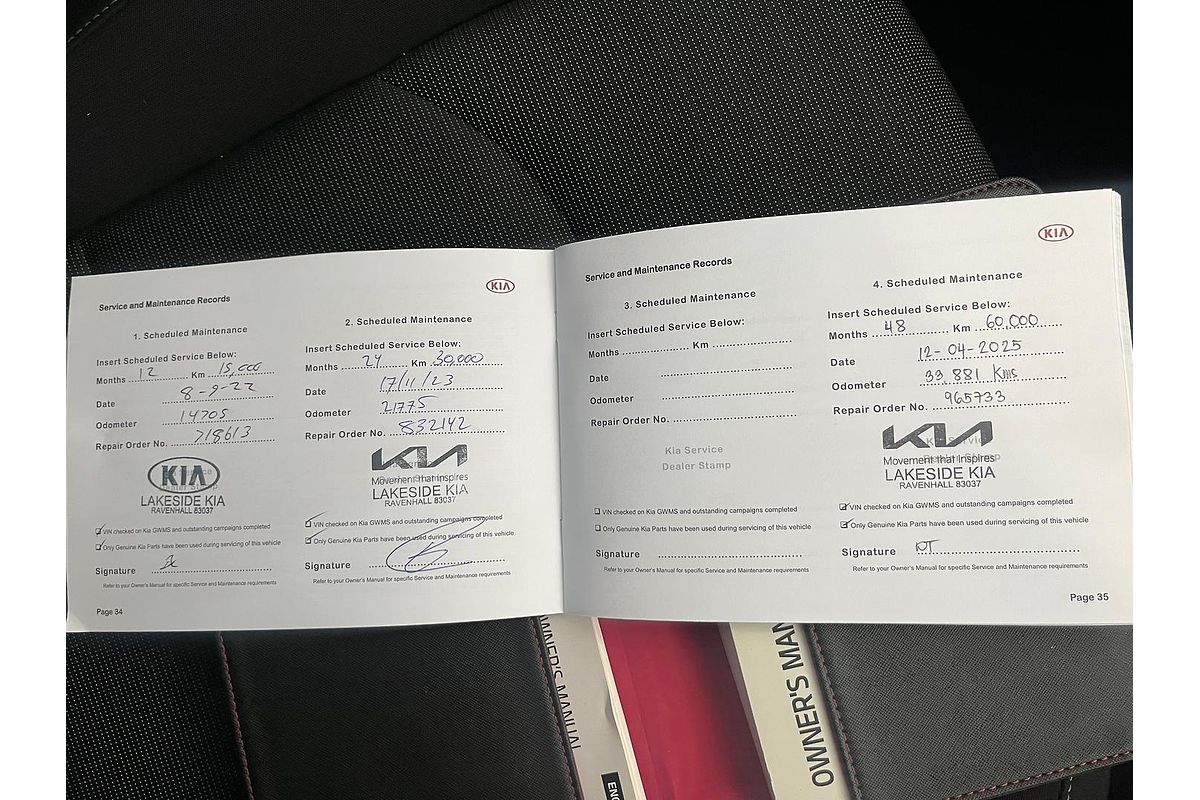 KIA
Service and Maintenance Records
1. Scheduled Maintenance
Insert Scheduled Service Below:
Months 12 Km 15,000
Date 8-9-22
Odometer 14705
Repair Order No. 718613
KIA
LAKESIDE KIA
RAVENHALL 83037
VIN checked on Kia GWMS and outstanding campaigns completed
Only Genuine Kia Parts have been used during servicing of this vehicle
Signature
Refer to your Owner's Manual for specific Service and Maintenance requirements
Page 34
2. Scheduled Maintenance
Insert Scheduled Service Below:
Months 24 Km 30,000
Date 17/11/23
Odometer 21775
Repair Order No. 832142
KIA
Movement that inspires
LAKESIDE KIA
RAVENHALL 83037
VIN checked on Kia GWMS and outstanding campaigns completed
Only Genuine Kia Parts have been used during servicing of this vehicle
Signature
Refer to your Owner's Manual for specific Service and Maintenance requirements
KIA
Service and Maintenance Records
3. Scheduled Maintenance
Insert Scheduled Service Below:
Months Km
Date
Odometer
Repair Order No.
Kia Service
Dealer Stamp
VIN checked on Kia GWMS and outstanding campaigns completed
Only Genuine Kia Parts have been used during servicing of this vehicle
Signature
Refer to your Owner's Manual for specific Service and Maintenance requirements
4. Scheduled Maintenance
Insert Scheduled Service Below:
Months 48 Km 60,000
Date 12-04-2025
Odometer 33,881 Kms
Repair Order No. 965733
Kia Service
Dealer Stamp
KIA
Movement that inspires
LAKESIDE KIA
RAVENHALL 83037
VIN checked on Kia GWMS and outstanding campaigns completed
Only Genuine Kia Parts have been used during servicing of this vehicle
Signature
Refer to your Owner's Manual for specific Service and Maintenance requirements
Page 35
OWNER'S MANUAL
OWNER'S MAN
ENG